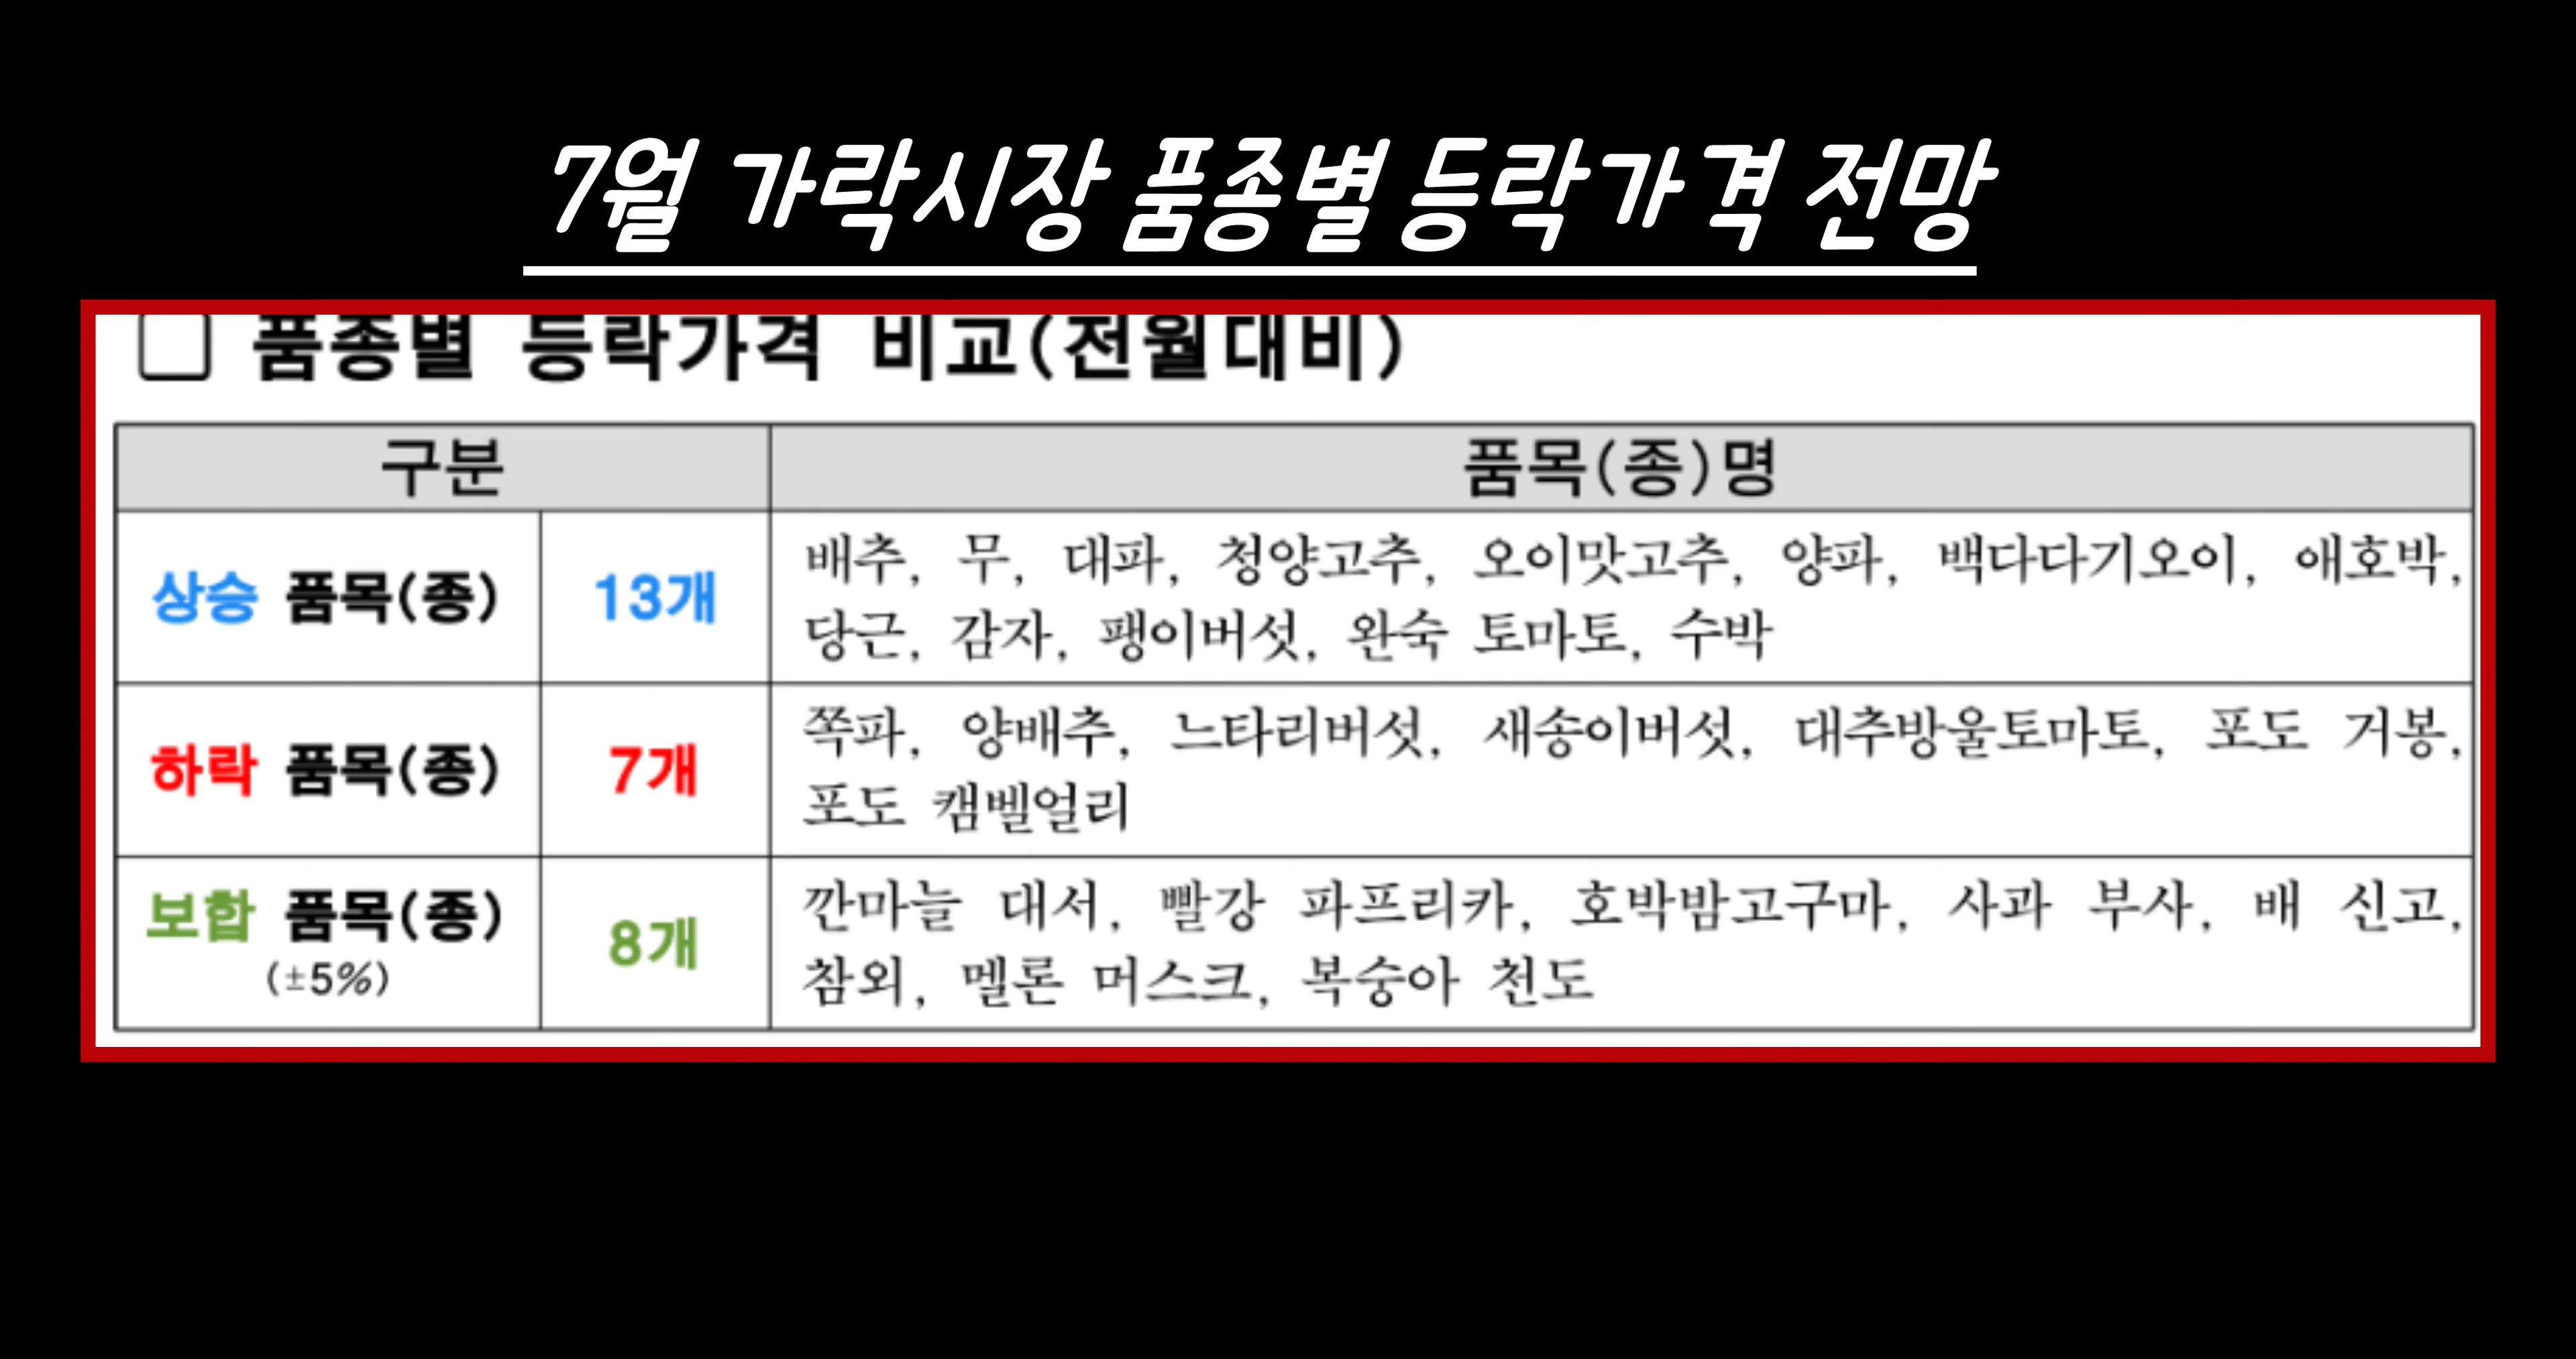 7월 가락시장 품종별 등락가격 전망
□ 품종별 등락가격 비교(전월대비)
구분 품목(종)명
상승 품목(종) 13개 배추, 무, 대파, 청양고추, 오이맛고추, 양파, 백다다기오이, 애호박,
당근, 감자, 팽이버섯, 완숙 토마토, 수박
하락 품목(종) 7개 쪽파, 양배추, 느타리버섯, 새송이버섯, 대추방울토마토, 포도 거봉,
포도 캠벨얼리
보합 품목(종) 8개 깐마늘 대서, 빨강 파프리카, 호박밤고구마, 사과 부사, 배 신고,
(±5%) 참외, 멜론 머스크, 복숭아 천도